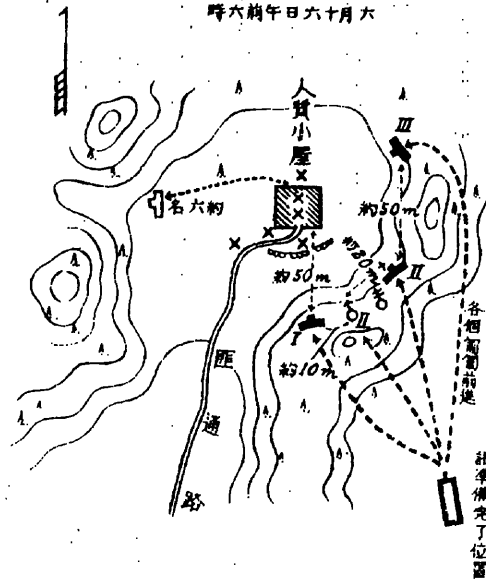 六月十六日午前六時
人質小屋
III
約六名
約50m
約20m
II
約50m
II
I
約10m
各個匍匐前進
匪通路
準備完了位置